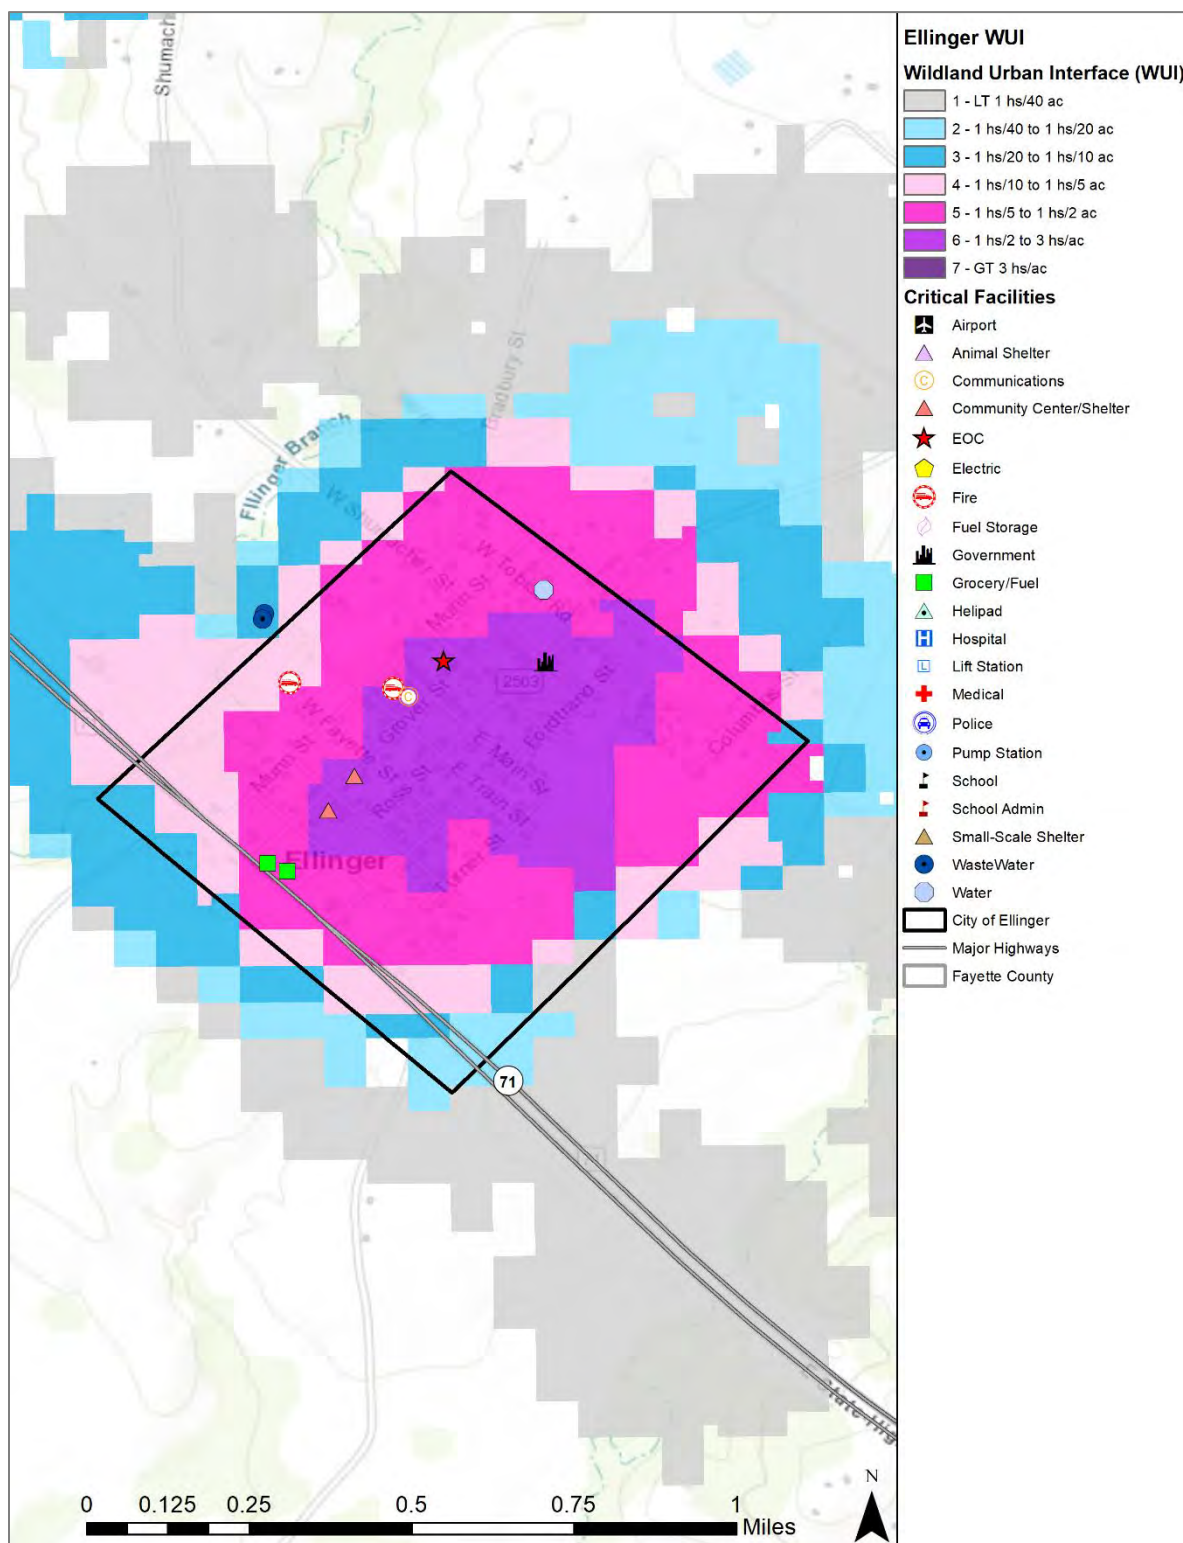 Ellinger WUI
Wildland Urban Interface (WUI)
1 - LT 1 hs/40 ac
2 - 1 hs/40 to 1 hs/20 ac
3 - 1 hs/20 to 1 hs/10 ac
4 - 1 hs/10 to 1 hs/5 ac
5 - 1 hs/5 to 1 hs/2 ac
6 - 1 hs/2 to 3 hs/ac
7 - GT 3 hs/ac
Critical Facilities
Airport
Animal Shelter
C Communications
Community Center/Shelter
EOC
Electric
Fire
Fuel Storage
Government
Grocery/Fuel
Helipad
H Hospital
L Lift Station
Medical
Police
Pump Station
School
School Admin
Small-Scale Shelter
WasteWater
Water
City of Ellinger
Major Highways
Fayette County
Shumach
Bradbury St
Ellinger Branch
W Shumacher St
Munn St
2503
C
Grover St
Fordtrand St
Columbus St
Munn St
Ross St
Main St
E Train St
Turner St
Ellinger
71
0 0.125 0.25 0.5 0.75 1
Miles
N